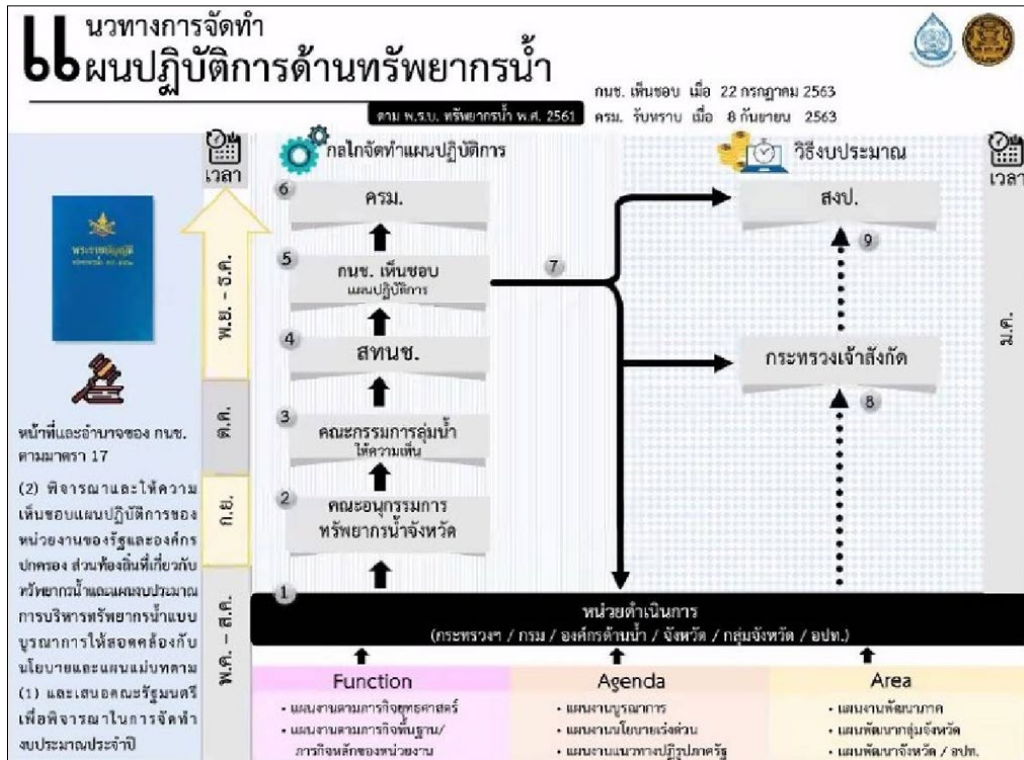 แนวทางการจัดทำ
แผนปฏิบัติการด้านทรัพยากรน้ำ
ตาม พ.ร.บ. ทรัพยากรน้ำ พ.ศ. 2561
กนช. เห็นชอบ เมื่อ 22 กรกฎาคม 2563
ครม. รับทราบ เมื่อ 8 กันยายน 2563
เวลา
กลไกจัดทำแผนปฏิบัติการ
วิธีงบประมาณ
เวลา
6
ครม.
สงป.
9
5
กนช. เห็นชอบ
แผนปฏิบัติการ
7
พ.ย. - ธ.ค.
ม.ค.
4
สทนช.
กระทรวงเจ้าสังกัด
8
ต.ค.
3
คณะกรรมการลุ่มน้ำ
ให้ความเห็น
ก.ย.
2
คณะอนุกรรมการ
ทรัพยากรน้ำจังหวัด
พ.ค. - ส.ค.
1
หน่วยดำเนินการ
(กระทรวงฯ / กรม / องค์กรด้านน้ำ / จังหวัด / กลุ่มจังหวัด / อปท.)
พระราชบัญญัติ
หน้าที่และอำนาจของ กนช.
ตามมาตรา 17
(2) พิจารณาและให้ความ
เห็นชอบแผนปฏิบัติการของ
หน่วยงานของรัฐและองค์กร
ปกครอง ส่วนท้องถิ่นที่เกี่ยวกับ
ทรัพยากรน้ำและแผนงบประมาณ
การบริหารทรัพยากรน้ำแบบ
บูรณาการให้สอดคล้องกับ
นโยบายและแผนแม่บทตาม
(1) และเสนอคณะรัฐมนตรี
เพื่อพิจารณาในการจัดทำ
งบประมาณประจำปี
Function
• แผนงานตามภารกิจยุทธศาสตร์
• แผนงานตามภารกิจพื้นฐาน/
ภารกิจหลักของหน่วยงาน
Agenda
• แผนงานบูรณาการ
• แผนงานนโยบายเร่งด่วน
• แผนงานแนวทางปฏิรูปภาครัฐ
Area
• แผนงานพัฒนาภาค
• แผนพัฒนากลุ่มจังหวัด
• แผนพัฒนาจังหวัด / อปท.